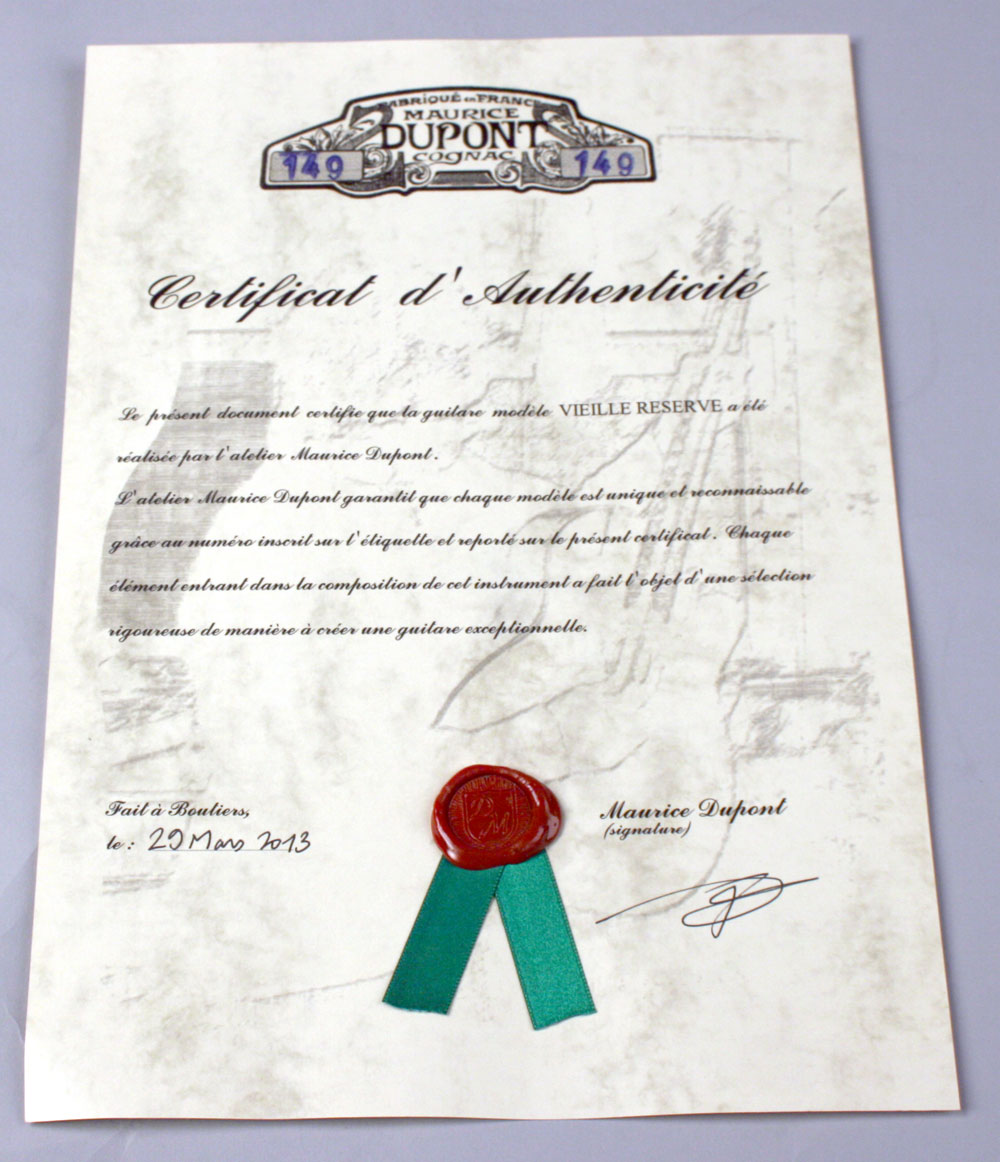 FABRIQUÉ en FRANCE
MAURICE
DUPONT
COGNAC
149 149
Certificat d'Authenticité
Le présent document certifie que la guitare modèle VIEILLE RESERVE a été
réalisée par l'atelier Maurice Dupont.
L'atelier Maurice Dupont garantit que chaque modèle est unique et reconnaissable
grâce au numéro inscrit sur l'étiquette et reporté sur le présent certificat. Chaque
élément entrant dans la composition de cet instrument a fait l'objet d'une sélection
rigoureuse de manière à créer une guitare exceptionnelle.
Fait à Boutiers,
le : 29 Mars 2013
Maurice Dupont
(signature)